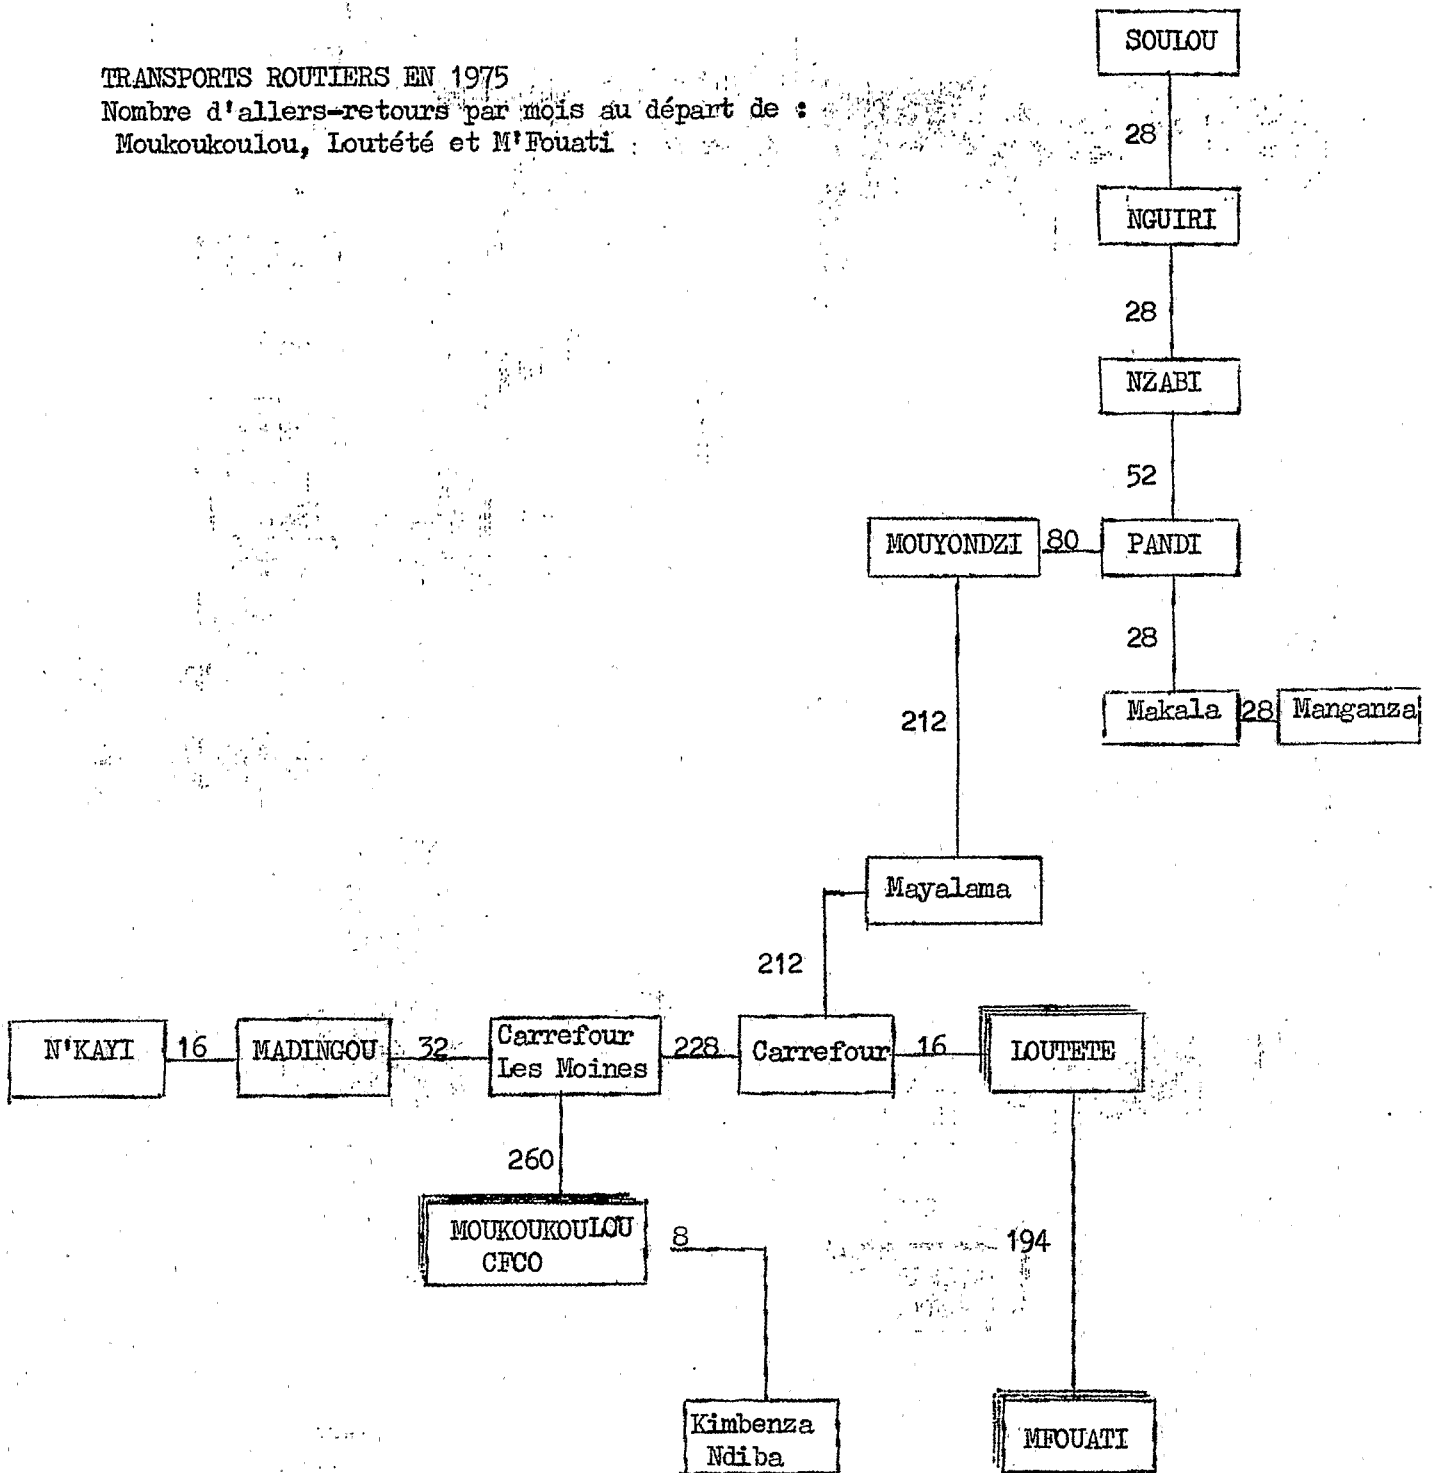 SOULOU
TRANSPORTS ROUTIERS EN 1975
Nombre d'allers-retours par mois au départ de :
Moukoukoulou, Loutété et M'Fouati
28
NGUIRI
28
NZABI
52
MOUYONDZI
80
PANDI
28
212
Makala
28
Manganza
Mayalama
212
N'KAYI
16
MADINGOU
32
Carrefour
Les Moines
228
Carrefour
16
LOUTETE
260
MOUKOUKOULOU
CFCO
8
194
Kimbenza
Ndiba
MFOUATI